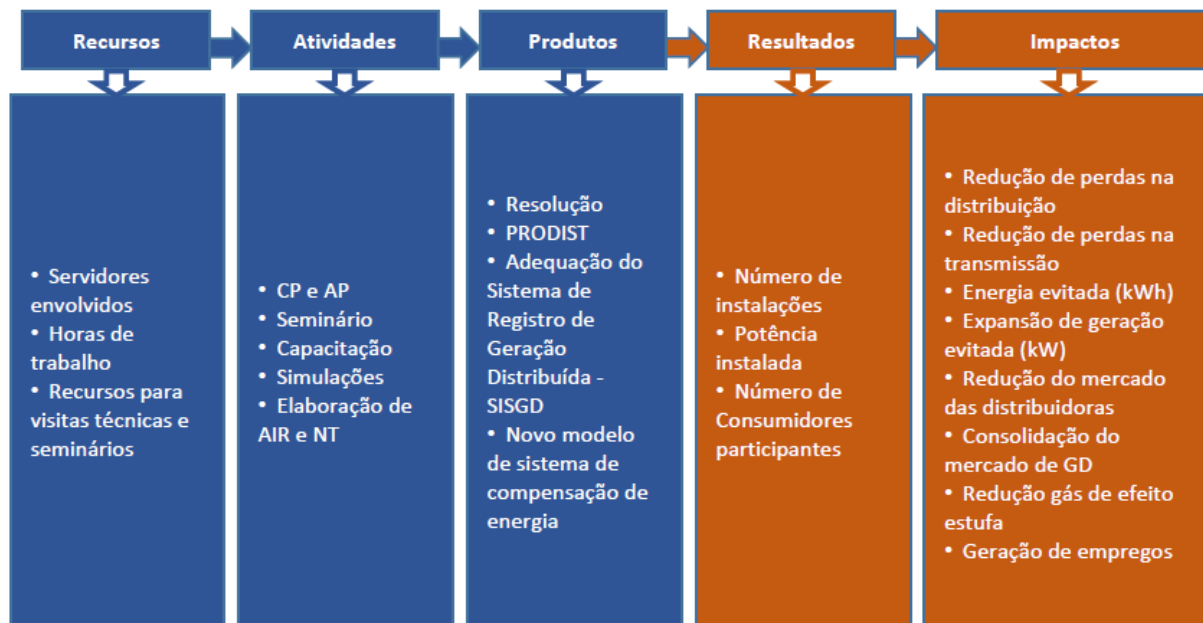 Recursos
Atividades
Produtos
Resultados
Impactos
• Servidores
envolvidos
• Horas de
trabalho
• Recursos para
visitas técnicas e
seminários
• CP e AP
• Seminário
• Capacitação
• Simulações
• Elaboração de
AIR e NT
• Resolução
• PRODIST
• Adequação do
Sistema de
Registro de
Geração
Distribuída -
SISGD
• Novo modelo
de sistema de
compensação de
energia
• Número de
instalações
• Potência
instalada
• Número de
Consumidores
participantes
• Redução de perdas na
distribuição
• Redução de perdas na
transmissão
• Energia evitada (kWh)
• Expansão de geração
evitada (kW)
• Redução do mercado
das distribuidoras
• Consolidação do
mercado de GD
• Redução gás de efeito
estufa
• Geração de empregos